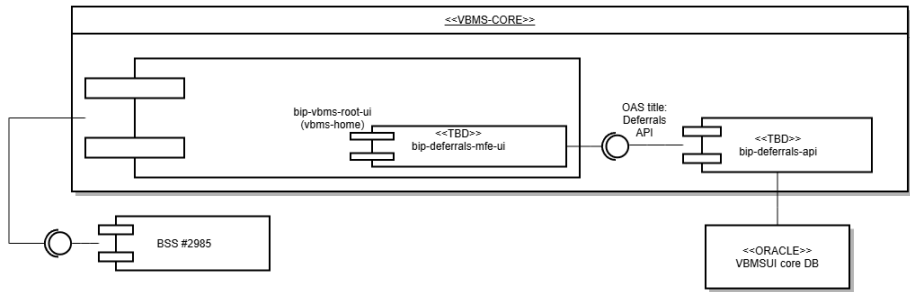 <<VBMS-CORE>>
bip-vbms-root-ui
(vbms-home)
<<TBD>>
bip-deferrals-mfe-ui
OAS title:
Deferrals
API
<<TBD>>
bip-deferrals-api
BSS #2985
<<ORACLE>>
VBMSUI core DB